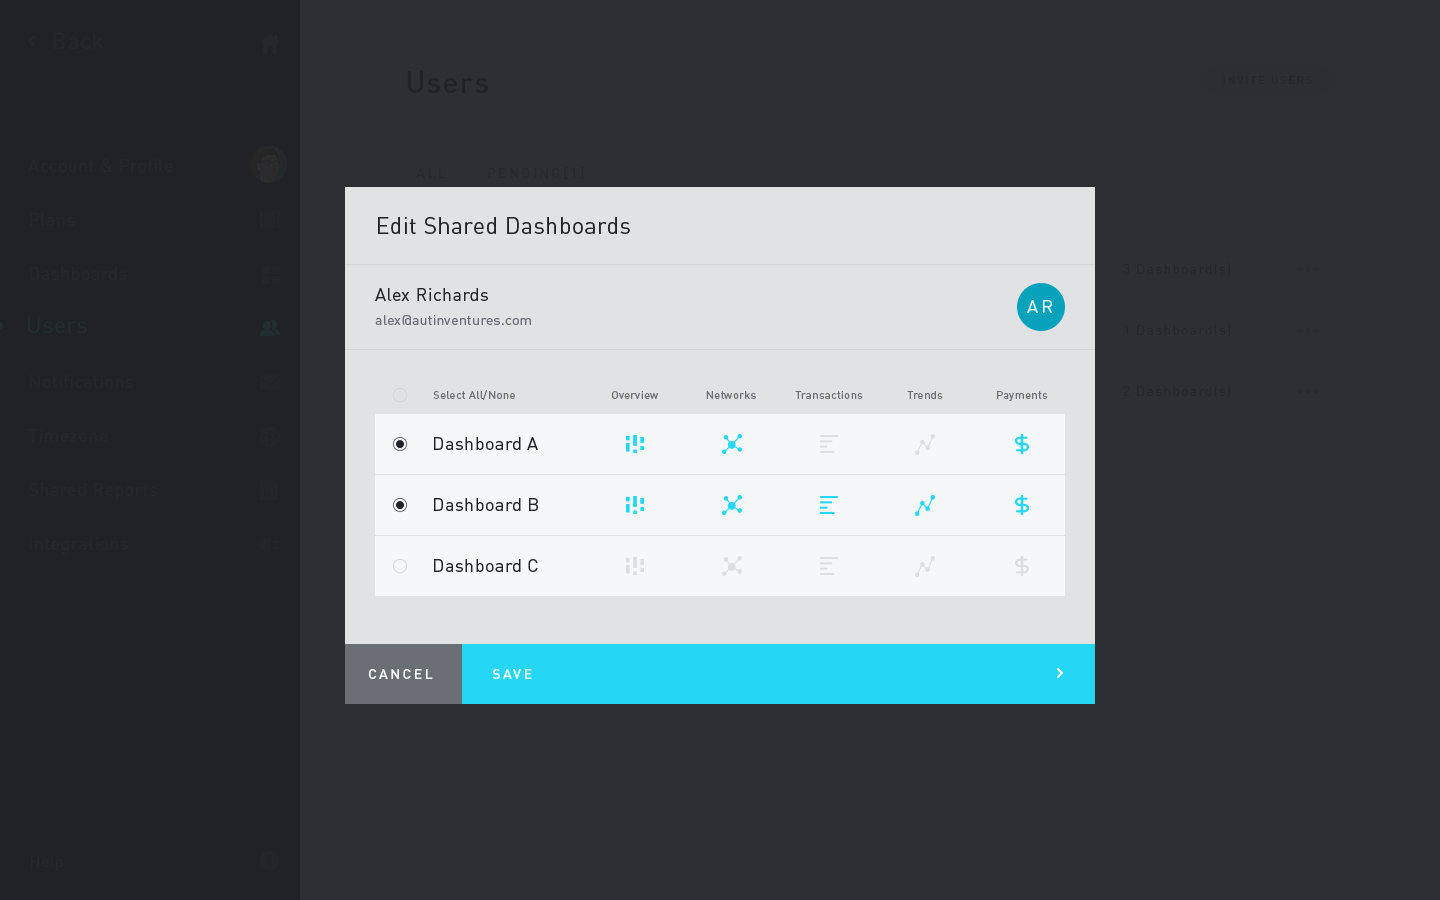 Back
Users
INVITE USERS
Account & Profile
ALL PENDING(1)
Plans
Edit Shared Dashboards
Dashboards
3 Dashboard(s)
Alex Richards
AR
alex@autinventures.com
Users
1 Dashboard(s)
Notifications
2 Dashboard(s)
Select All/None Overview Networks Transactions Trends Payments
Timezone
Dashboard A
Shared Reports
Dashboard B
Integrations
Dashboard C
CANCEL SAVE
Help